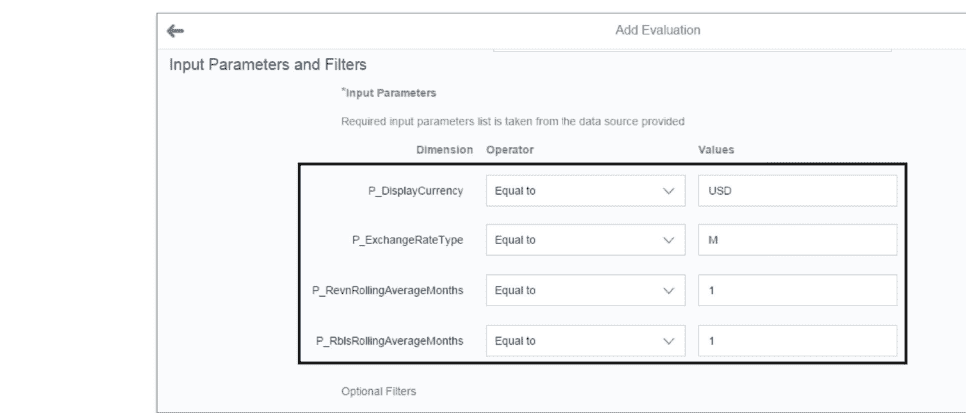 Add Evaluation
Input Parameters and Filters
*Input Parameters
Required input parameters list is taken from the data source provided
Dimension Operator Values
P_DisplayCurrency Equal to USD
P_ExchangeRateType Equal to M
P_RevnRollingAverageMonths Equal to 1
P_RblsRollingAverageMonths Equal to 1
Optional Filters